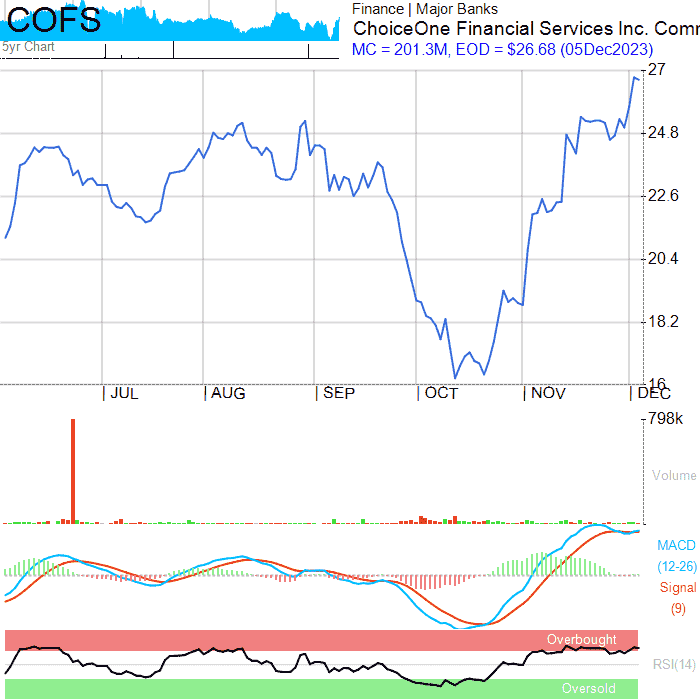 COFS
5yr Chart
Finance | Major Banks
ChoiceOne Financial Services Inc. Comr
MC = 201.3M, EOD = $26.68 (05Dec2023)
27
24.8
22.6
20.4
18.2
16
| JUL | AUG | SEP | OCT | NOV | DEC
798k
Volume
MACD
(12-26)
Signal
(9)
Overbought
RSI(14)
Oversold